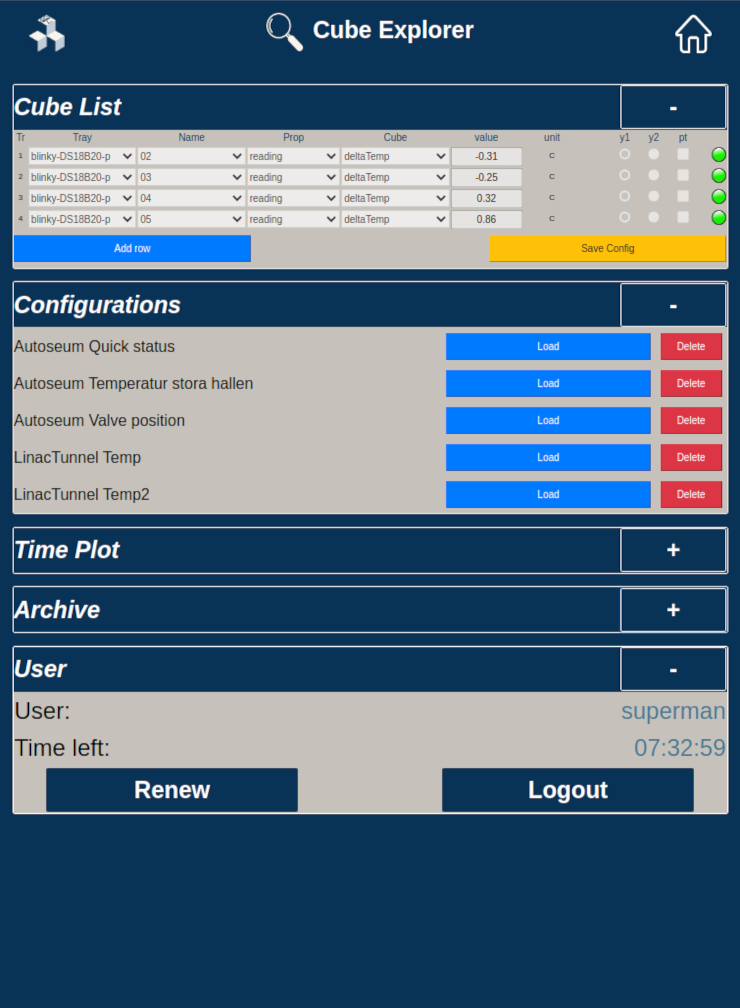 Cube Explorer
Cube List -
Tr Tray Name Prop Cube value unit y1 y2 pt
1 blinky-DS18B20-p 02 reading deltaTemp -0.31 C
2 blinky-DS18B20-p 03 reading deltaTemp -0.25 C
3 blinky-DS18B20-p 04 reading deltaTemp 0.32 C
4 blinky-DS18B20-p 05 reading deltaTemp 0.86 C
Add row Save Config
Configurations -
Autoseum Quick status Load Delete
Autoseum Temperatur stora hallen Load Delete
Autoseum Valve position Load Delete
LinacTunnel Temp Load Delete
LinacTunnel Temp2 Load Delete
Time Plot +
Archive +
User -
User: superman
Time left: 07:32:59
Renew Logout